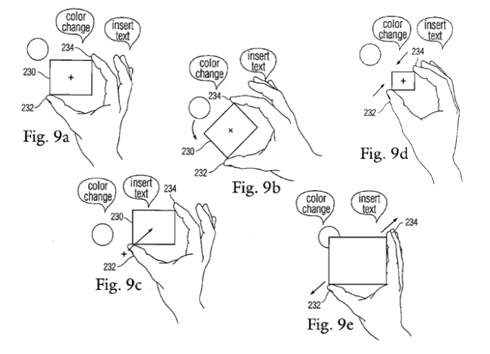 color
change
insert
text
234
230
+
232
Fig. 9a
color
change
insert
text
234
×
230
232
Fig. 9b
color
change
insert
text
234
+
232
Fig. 9d
color
change
insert
text
234
230
+
232
Fig. 9c
color
change
insert
text
234
232
Fig. 9e